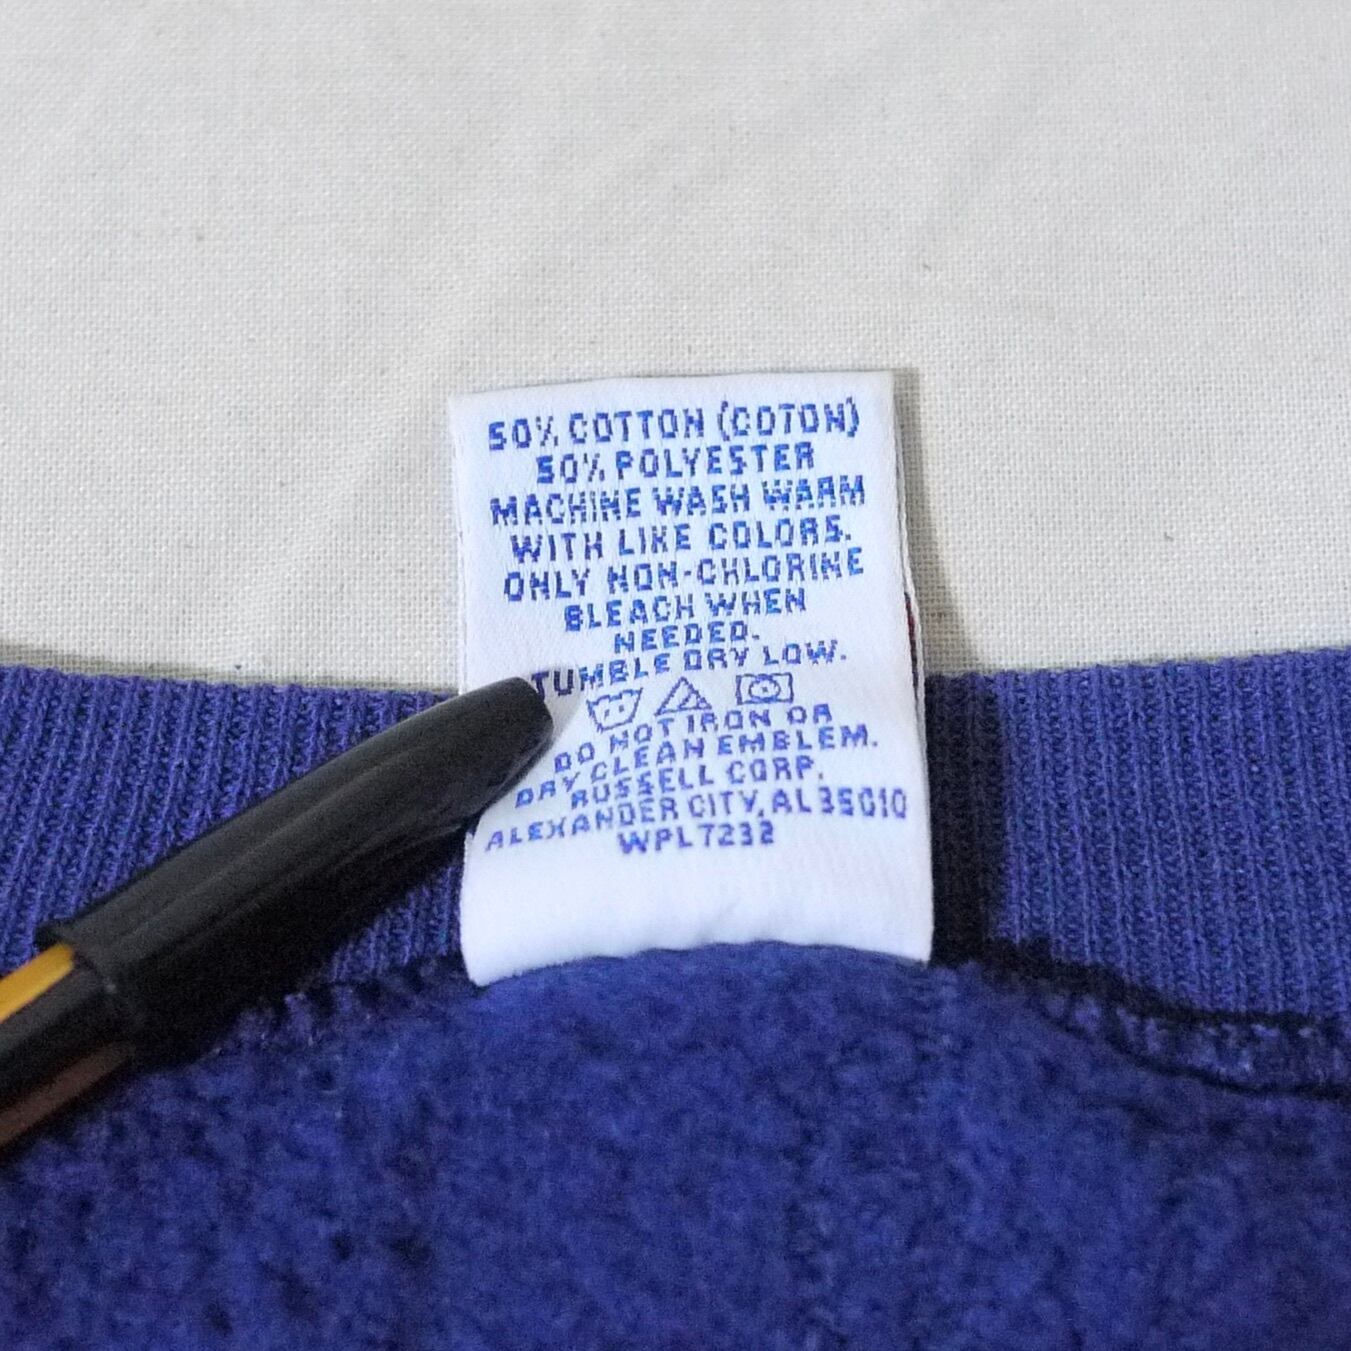 50% COTTON (COTON)
50% POLYESTER
MACHINE WASH WARM
WITH LIKE COLORS.
ONLY NON-CHLORINE
BLEACH WHEN
NEEDED.
TUMBLE DRY LOW.
DO NOT IRON OR
DRY CLEAN EMBLEM.
RUSSELL CORP.
ALEXANDER CITY, AL 35010
WPL 7232